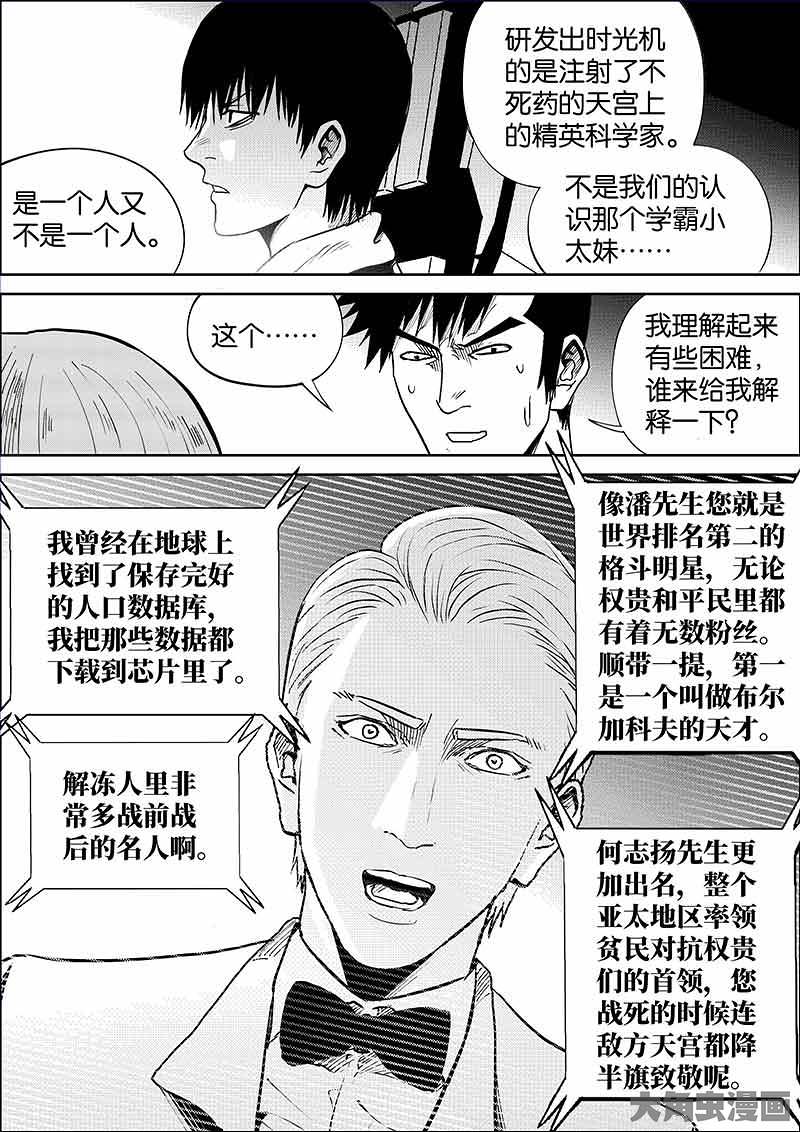 研发出时光机
的是注射了不
死药的天宫上
的精英科学家。
不是我们的认
识那个学霸小
太妹……
是一个人又
不是一个人。
我理解起来
有些困难，
谁来给我解
释一下？
这个……
像潘先生您就是
世界排名第二的
格斗明星，无论
权贵和平民里都
有着无数粉丝。
顺带一提，第一
是一个叫做布尔
加科夫的天才。
我曾经在地球上
找到了保存完好
的人口数据库，
我把那些数据都
下载到芯片里了。
解冻人里非
常多战前战
后的名人啊。
何志扬先生更
加出名，整个
亚太地区率领
贫民对抗权贵
们的首领，您
战死的时候连
敌方天宫都降
半旗致敬呢。
大角虫漫画